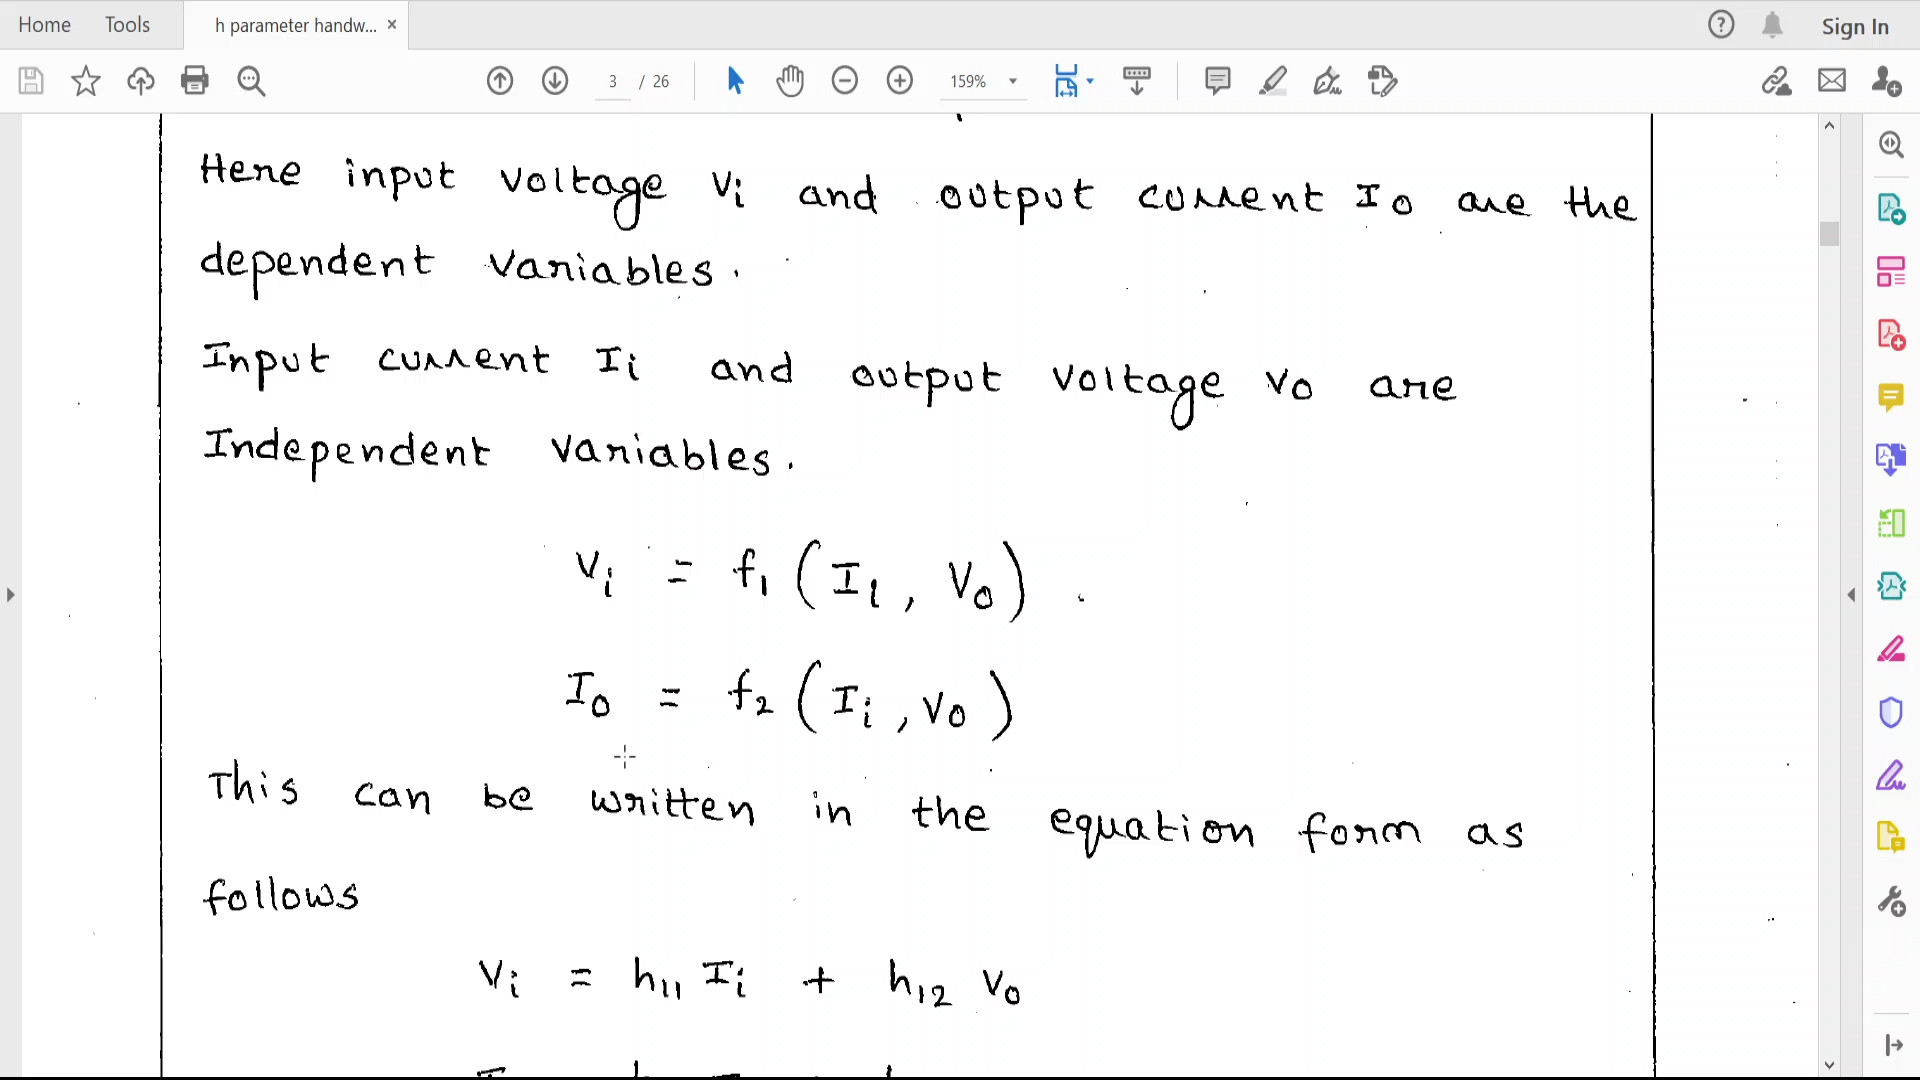 Home Tools h parameter handw... × Sign In
3 / 26 159%
Here input voltage Vi and output current Io are the
dependent variables.
Input current Ii and output voltage Vo are
Independent variables.
Vi = f1 (Ii, Vo)
Io = f2 (Ii, Vo)
This can be written in the equation form as
follows
Vi = h11 Ii + h12 Vo